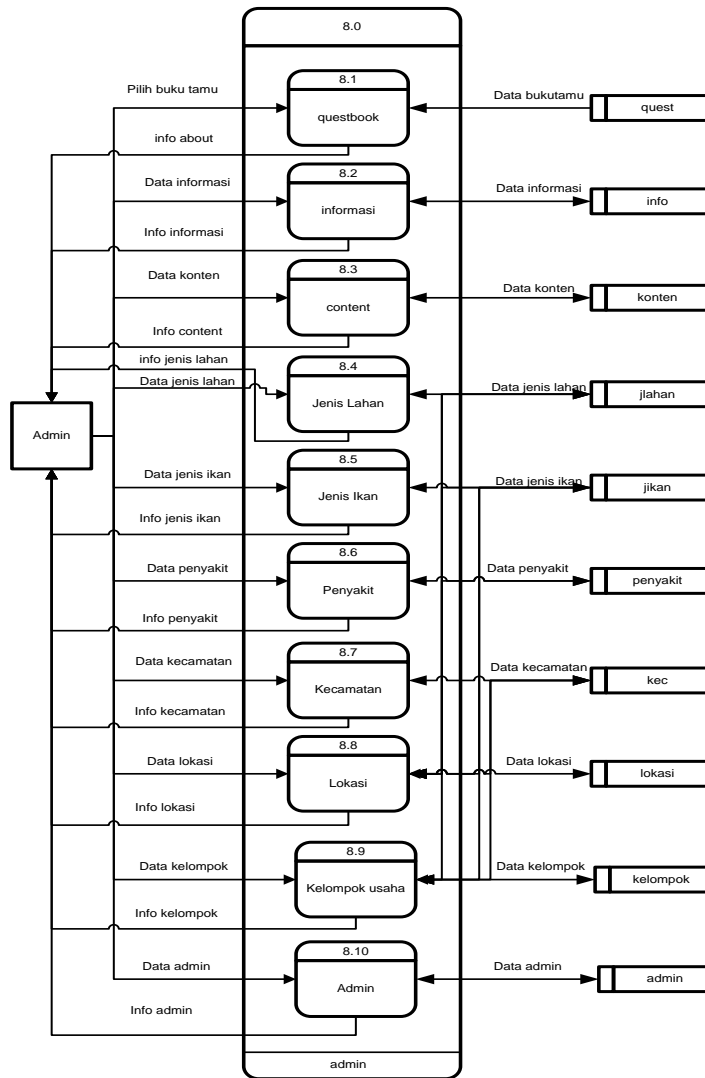 8.0
8.1
Pilih buku tamu
Data bukutamu
questbook
quest
info about
8.2
Data informasi
Data informasi
informasi
info
Info informasi
8.3
Data konten
Data konten
content
konten
Info content
info jenis lahan
8.4
Data jenis lahan
Data jenis lahan
Jenis Lahan
jlahan
Admin
8.5
Data jenis ikan
Data jenis ikan
Jenis Ikan
jikan
Info jenis ikan
8.6
Data penyakit
Data penyakit
Penyakit
penyakit
Info penyakit
8.7
Data kecamatan
Data kecamatan
Kecamatan
kec
Info kecamatan
8.8
Data lokasi
Data lokasi
Lokasi
lokasi
Info lokasi
8.9
Data kelompok
Data kelompok
Kelompok usaha
kelompok
Info kelompok
8.10
Data admin
Data admin
Admin
admin
Info admin
admin